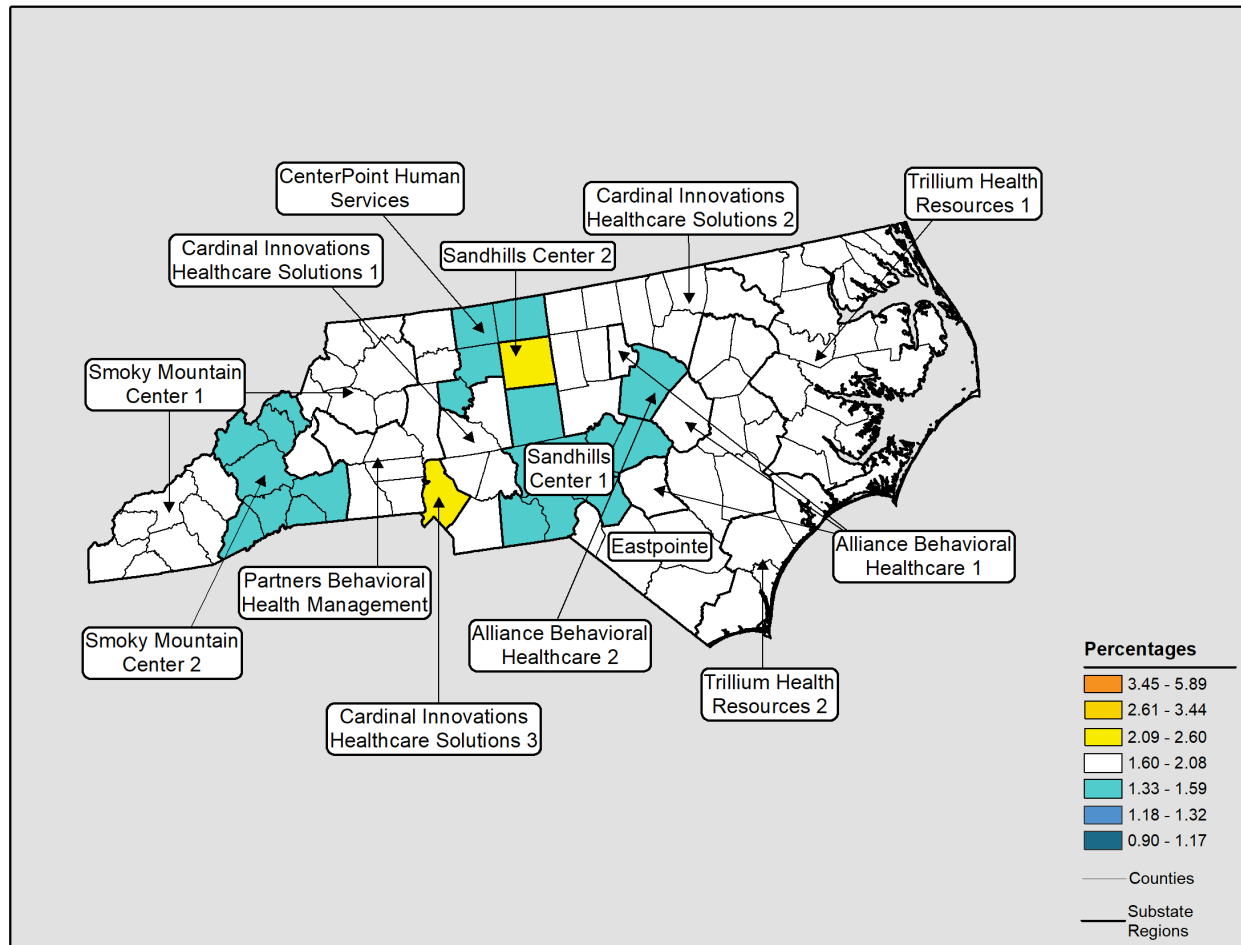 CenterPoint Human
Services
Cardinal Innovations
Healthcare Solutions 2
Trillium Health
Resources 1
Cardinal Innovations
Healthcare Solutions 1
Sandhills Center 2
Smoky Mountain
Center 1
Sandhills
Center 1
Eastpointe
Alliance Behavioral
Healthcare 1
Partners Behavioral
Health Management
Smoky Mountain
Center 2
Alliance Behavioral
Healthcare 2
Trillium Health
Resources 2
Cardinal Innovations
Healthcare Solutions 3
Percentages
3.45 - 5.89
2.61 - 3.44
2.09 - 2.60
1.60 - 2.08
1.33 - 1.59
1.18 - 1.32
0.90 - 1.17
Counties
Substate
Regions